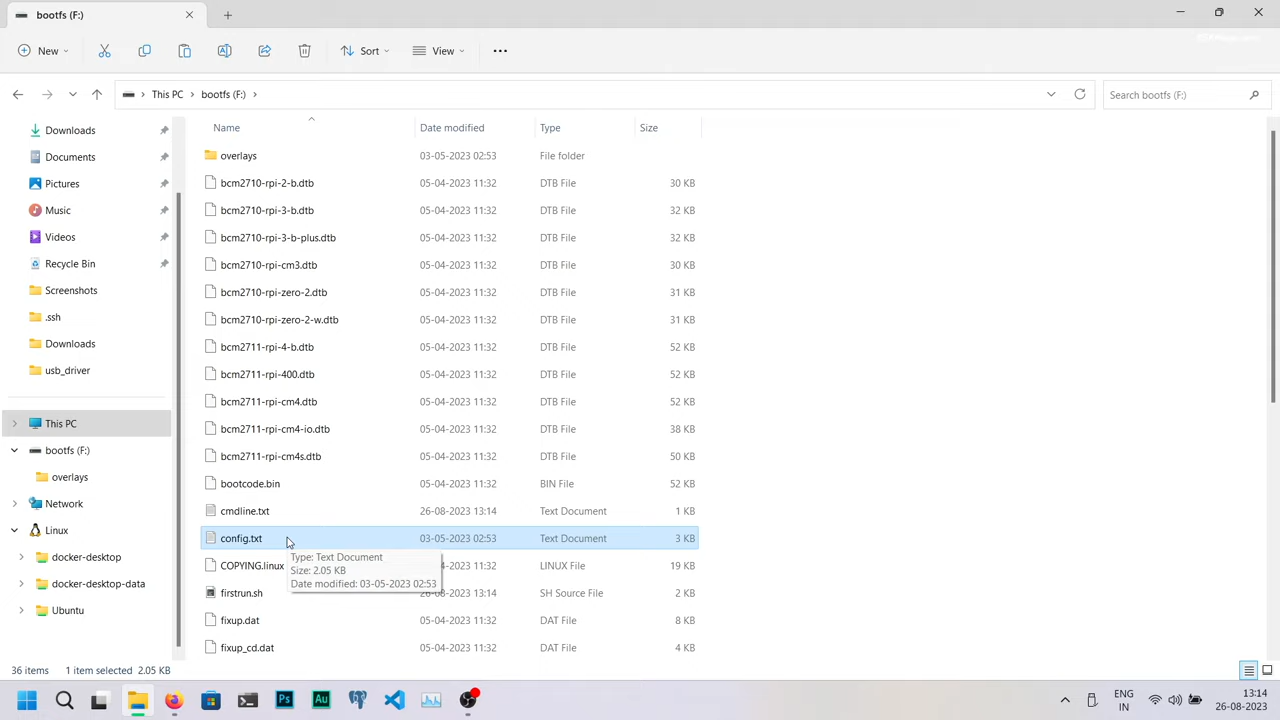 bootfs (F:)
New
Sort
View
This PC
bootfs (F:)
Search bootfs (F:)
Name
Date modified
Type
Size
Downloads
Documents
Pictures
Music
Videos
Recycle Bin
Screenshots
.ssh
Downloads
usb_driver
This PC
bootfs (F:)
overlays
Network
Linux
docker-desktop
docker-desktop-data
Ubuntu
overlays 03-05-2023 02:53 File folder
bcm2710-rpi-2-b.dtb 05-04-2023 11:32 DTB File 30 KB
bcm2710-rpi-3-b.dtb 05-04-2023 11:32 DTB File 32 KB
bcm2710-rpi-3-b-plus.dtb 05-04-2023 11:32 DTB File 32 KB
bcm2710-rpi-cm3.dtb 05-04-2023 11:32 DTB File 30 KB
bcm2710-rpi-zero-2.dtb 05-04-2023 11:32 DTB File 31 KB
bcm2710-rpi-zero-2-w.dtb 05-04-2023 11:32 DTB File 31 KB
bcm2711-rpi-4-b.dtb 05-04-2023 11:32 DTB File 52 KB
bcm2711-rpi-400.dtb 05-04-2023 11:32 DTB File 52 KB
bcm2711-rpi-cm4.dtb 05-04-2023 11:32 DTB File 52 KB
bcm2711-rpi-cm4-io.dtb 05-04-2023 11:32 DTB File 38 KB
bcm2711-rpi-cm4s.dtb 05-04-2023 11:32 DTB File 50 KB
bootcode.bin 05-04-2023 11:32 BIN File 52 KB
cmdline.txt 26-08-2023 13:14 Text Document 1 KB
config.txt 03-05-2023 02:53 Text Document 3 KB
COPYING.linux 11:32 LINUX File 19 KB
firstrun.sh 26-08-2023 13:14 SH Source File 2 KB
fixup.dat 05-04-2023 11:32 DAT File 8 KB
fixup_cd.dat 05-04-2023 11:32 DAT File 4 KB
Type: Text Document
Size: 2.05 KB
Date modified: 03-05-2023 02:53
36 items 1 item selected 2.05 KB
Ps
Au
ENG
IN
13:14
26-08-2023